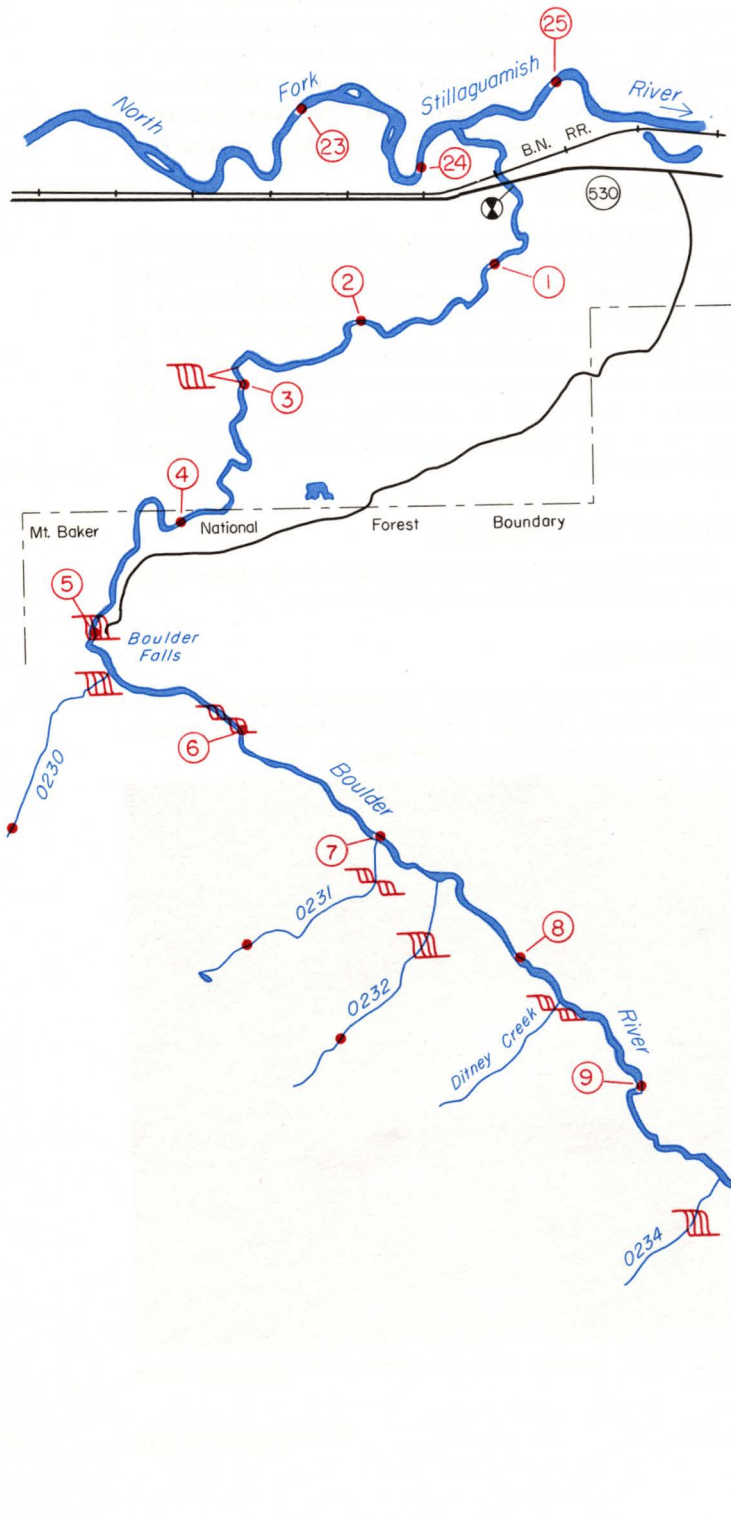 25
North Fork Stillaguamish River
23
24
B.N. RR.
530
1
2
3
4
Mt. Baker National Forest Boundary
5
Boulder
Falls
0230
6
Boulder River
7
0231
8
0232
Ditney Creek
9
0234